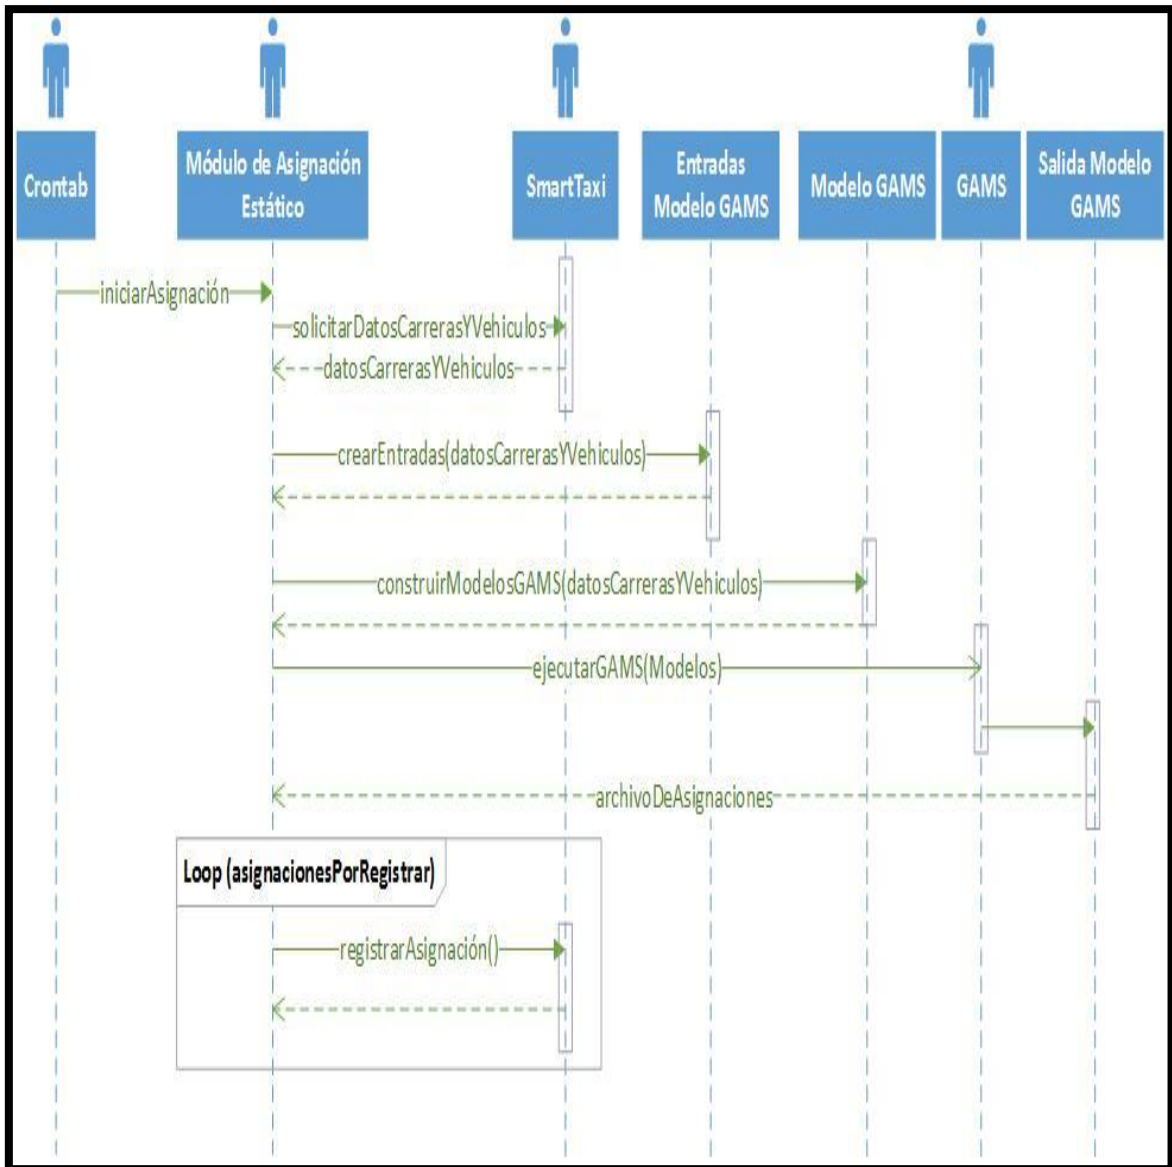 Crontab
Módulo de Asignación
Estático
SmartTaxi
Entradas
Modelo GAMS
Modelo GAMS
GAMS
Salida Modelo
GAMS
iniciarAsignación
solicitarDatosCarrerasYVehiculos
datosCarrerasYVehiculos
crearEntradas(datosCarrerasYVehiculos)
construirModelosGAMS(datosCarrerasYVehiculos)
ejecutarGAMS(Modelos)
archivoDeAsignaciones
Loop (asignacionesPorRegistrar)
registrarAsignación()